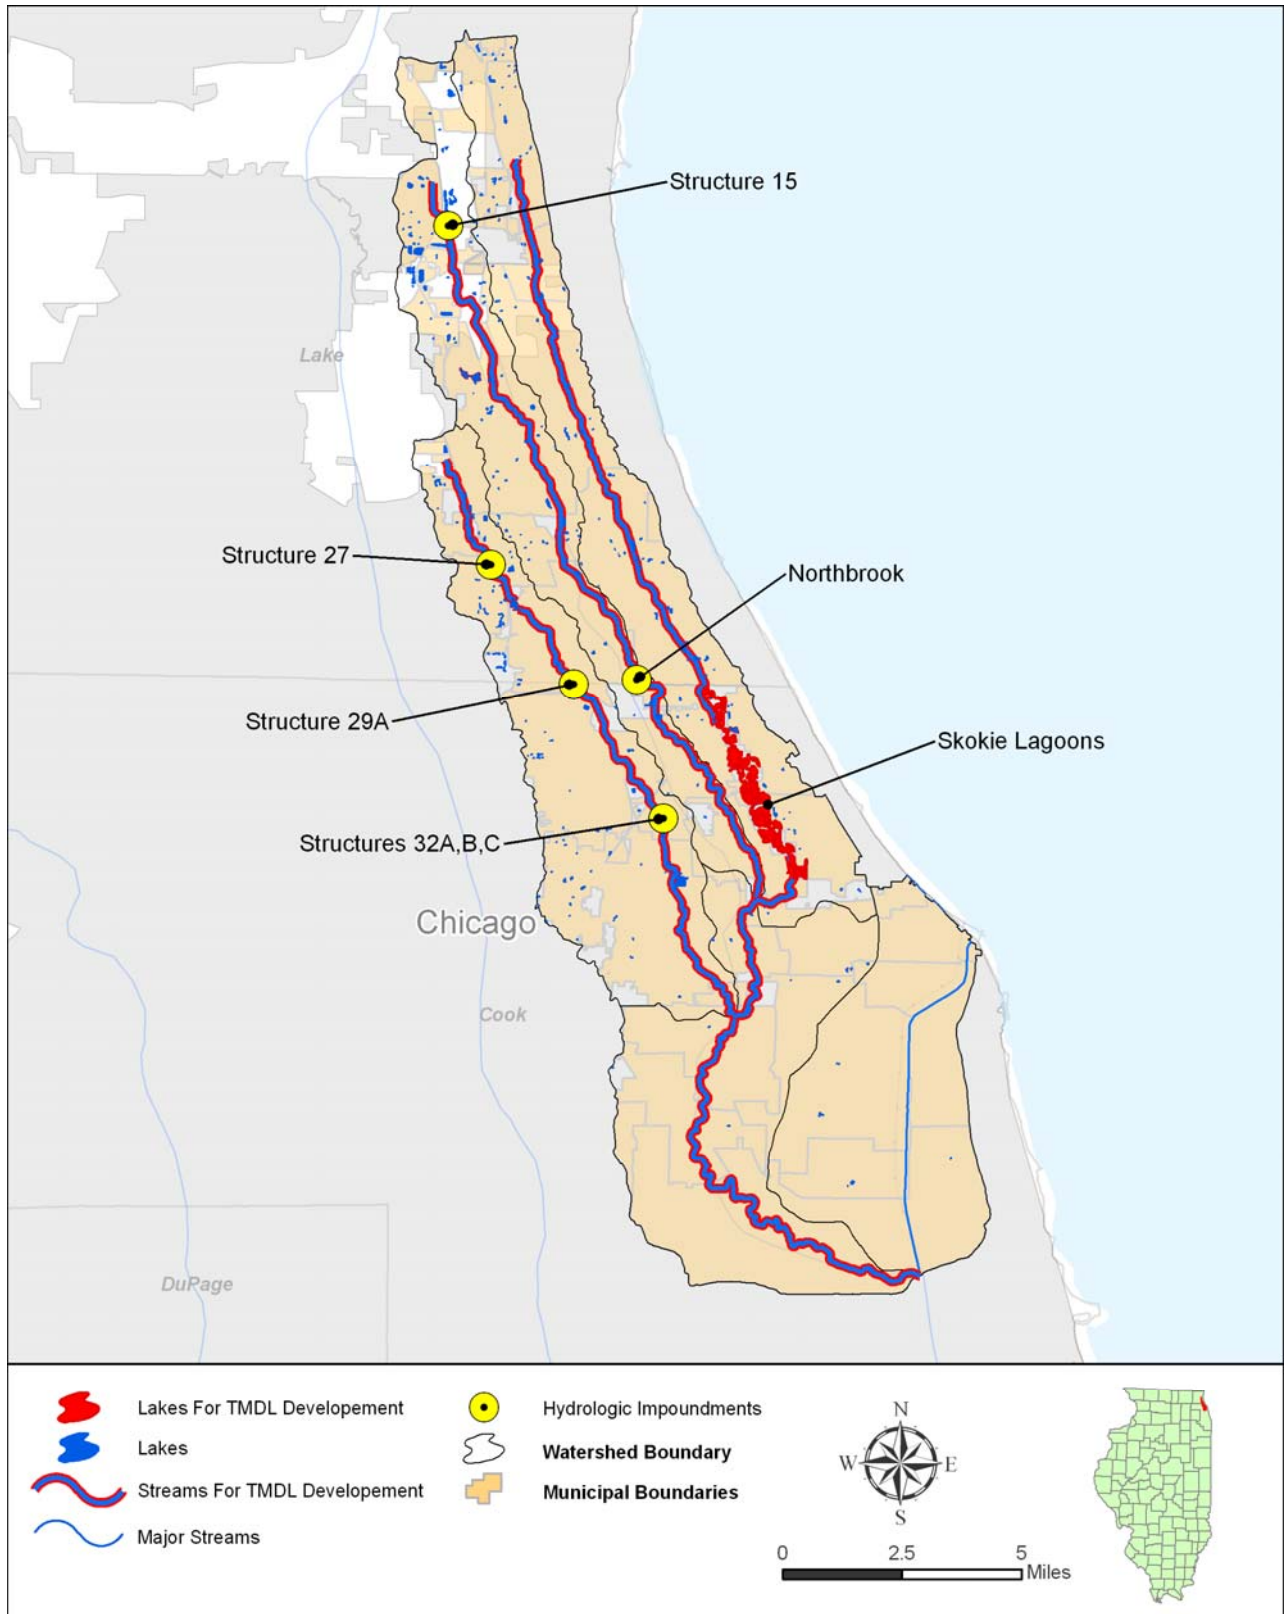 Structure 15
Lake
Structure 27
Northbrook
Structure 29A
Skokie Lagoons
Structures 32A,B,C
Chicago
Cook
DuPage
Lakes For TMDL Developement
Lakes
Streams For TMDL Developement
Major Streams
Hydrologic Impoundments
Watershed Boundary
Municipal Boundaries
N
W E
S
0 2.5 5
Miles